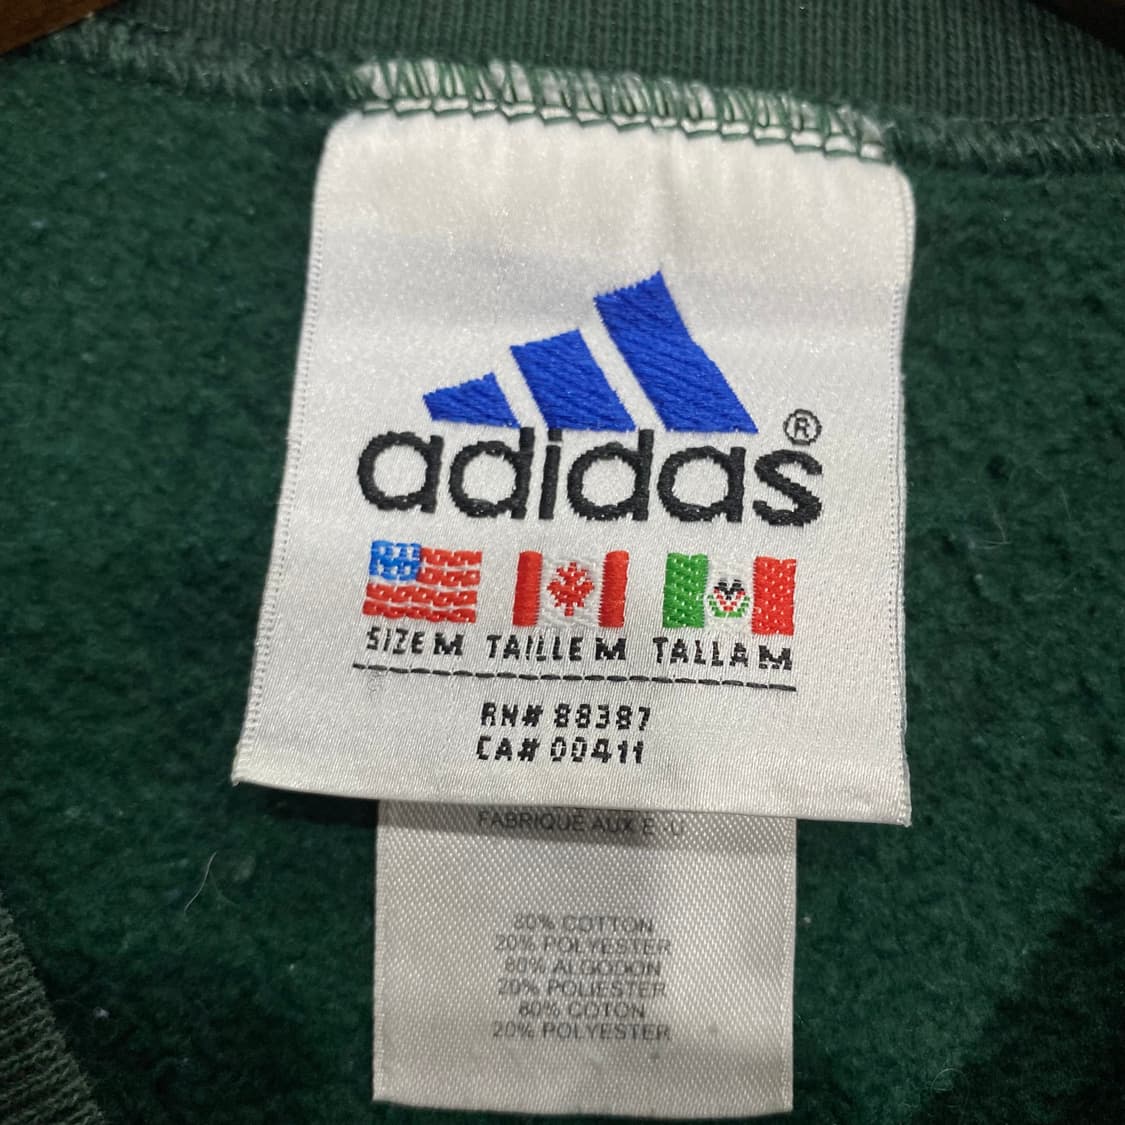 adidas®
SIZE M TAILLE M TALLA M
RN# 88387
CA# 00411
FABRIQUÉ AUX É.-U
80% COTTON
20% POLYESTER
80% ALGODON
20% POLIESTER
80% COTON
20% POLYESTER